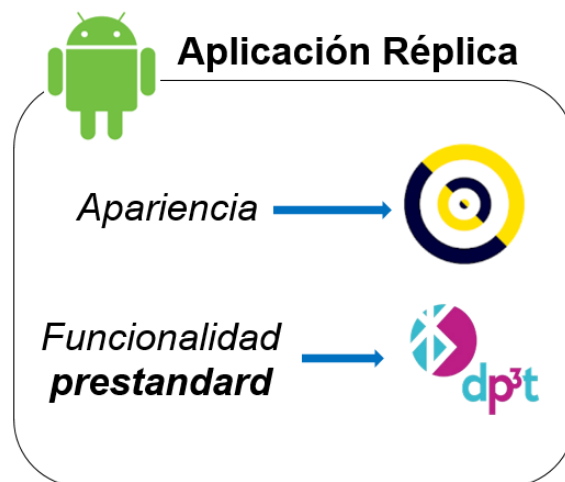 Aplicación Réplica
Apariencia
Funcionalidad
prestandard
dp³t